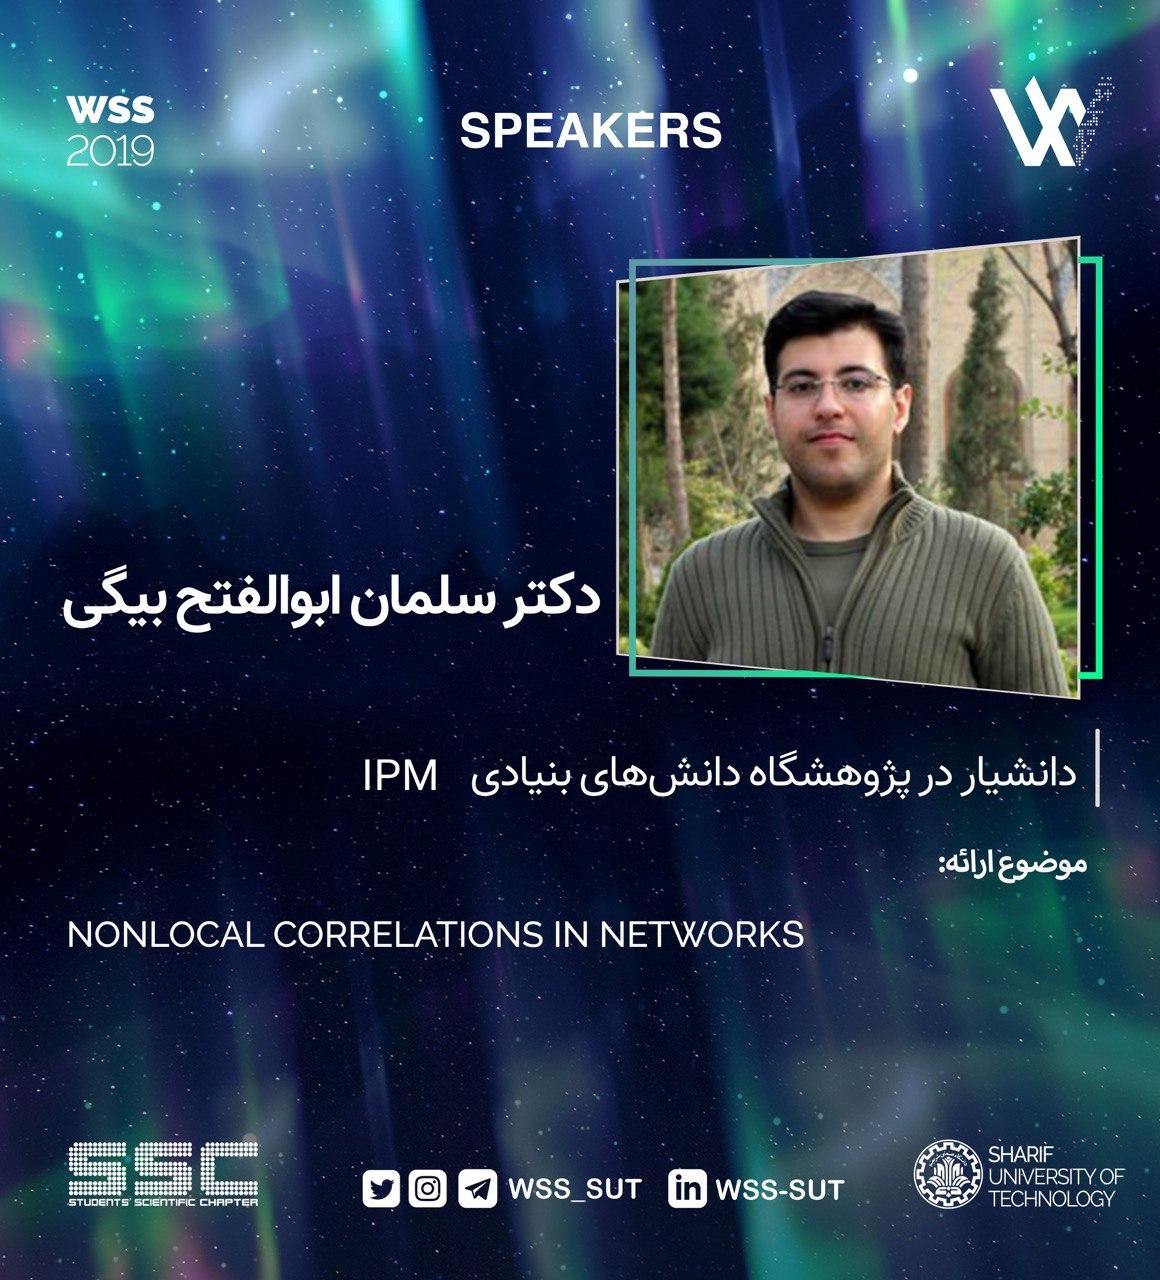 WSS
2019
SPEAKERS
دکتر سلمان ابوالفتح بیگی
دانشیار در پژوهشگاه دانش‌های بنیادی IPM
موضوع ارائه:
NONLOCAL CORRELATIONS IN NETWORKS
SSC
STUDENTS' SCIENTIFIC CHAPTER
WSS_SUT
WSS-SUT
SHARIF
UNIVERSITY OF
TECHNOLOGY